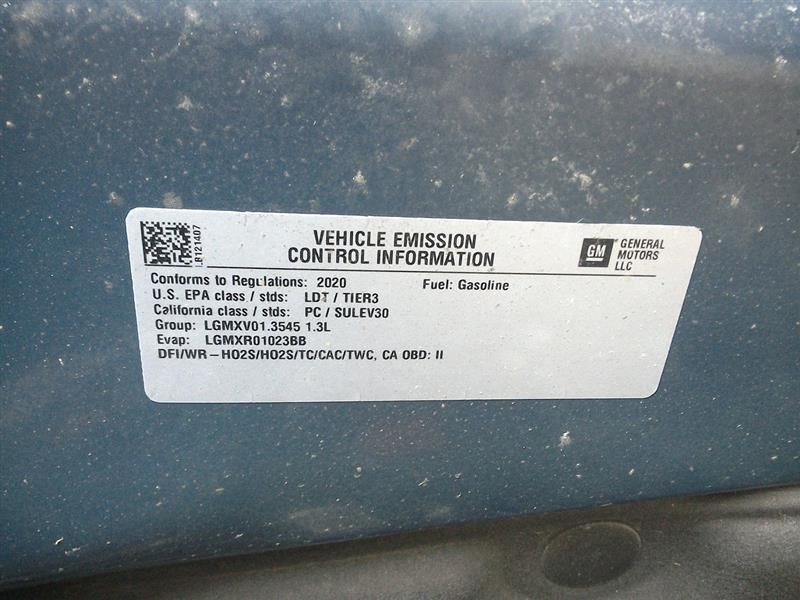 LB121407
VEHICLE EMISSION
CONTROL INFORMATION
GM
GENERAL
MOTORS
LLC
Conforms to Regulations: 2020 Fuel: Gasoline
U.S. EPA class / stds: LDT / TIER3
California class / stds: PC / SULEV30
Group: LGMXV01.3545 1.3L
Evap: LGMXR01023BB
DFI/WR-HO2S/HO2S/TC/CAC/TWC, CA OBD: II